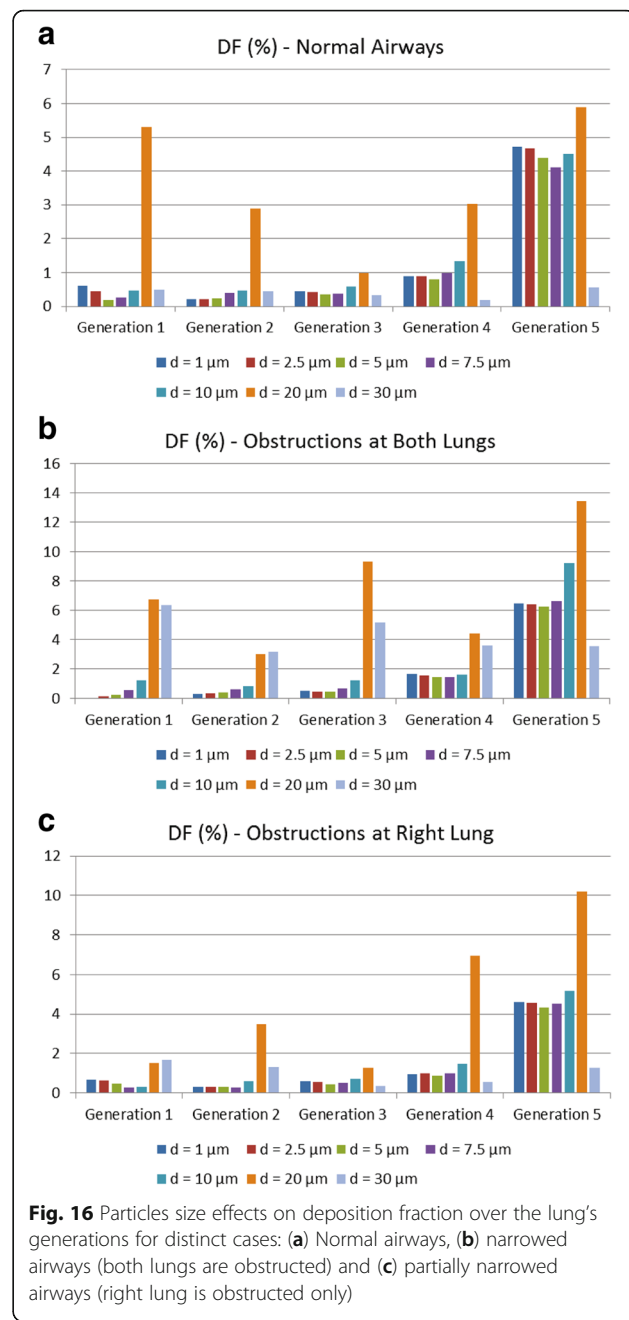 a
DF (%) - Normal Airways
7
6
5
4
3
2
1
0
Generation 1 Generation 2 Generation 3 Generation 4 Generation 5
d = 1 µm d = 2.5 µm d = 5 µm d = 7.5 µm
d = 10 µm d = 20 µm d = 30 µm
b
DF (%) - Obstructions at Both Lungs
16
14
12
10
8
6
4
2
0
Generation 1 Generation 2 Generation 3 Generation 4 Generation 5
d = 1 µm d = 2.5 µm d = 5 µm d = 7.5 µm
d = 10 µm d = 20 µm d = 30 µm
c
DF (%) - Obstructions at Right Lung
12
10
8
6
4
2
0
Generation 1 Generation 2 Generation 3 Generation 4 Generation 5
d = 1 µm d = 2.5 µm d = 5 µm d = 7.5 µm
d = 10 µm d = 20 µm d = 30 µm
Fig. 16 Particles size effects on deposition fraction over the lung's
generations for distinct cases: (a) Normal airways, (b) narrowed
airways (both lungs are obstructed) and (c) partially narrowed
airways (right lung is obstructed only)